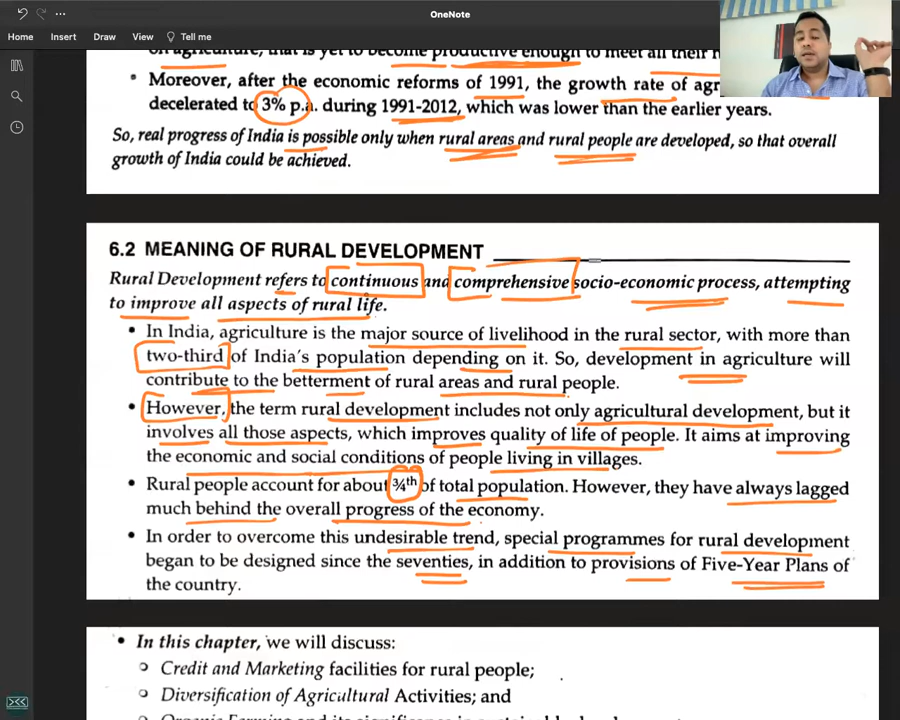 OneNote
Home Insert Draw View Tell me
on agriculture, that is yet to become productive enough to meet all their
• Moreover, after the economic reforms of 1991, the growth rate of
decelerated to 3% p.a. during 1991-2012, which was lower than the earlier years.
So, real progress of India is possible only when rural areas and rural people are developed, so that overall
growth of India could be achieved.
6.2 MEANING OF RURAL DEVELOPMENT
Rural Development refers to continuous and comprehensive socio-economic process, attempting
to improve all aspects of rural life.
• In India, agriculture is the major source of livelihood in the rural sector, with more than
two-third of India's population depending on it. So, development in agriculture will
contribute to the betterment of rural areas and rural people.
• However, the term rural development includes not only agricultural development, but it
involves all those aspects, which improves quality of life of people. It aims at improving
the economic and social conditions of people living in villages.
• Rural people account for about ¾th of total population. However, they have always lagged
much behind the overall progress of the economy.
• In order to overcome this undesirable trend, special programmes for rural development
began to be designed since the seventies, in addition to provisions of Five-Year Plans of
the country.
• In this chapter, we will discuss:
Credit and Marketing facilities for rural people;
Diversification of Agricultural Activities; and